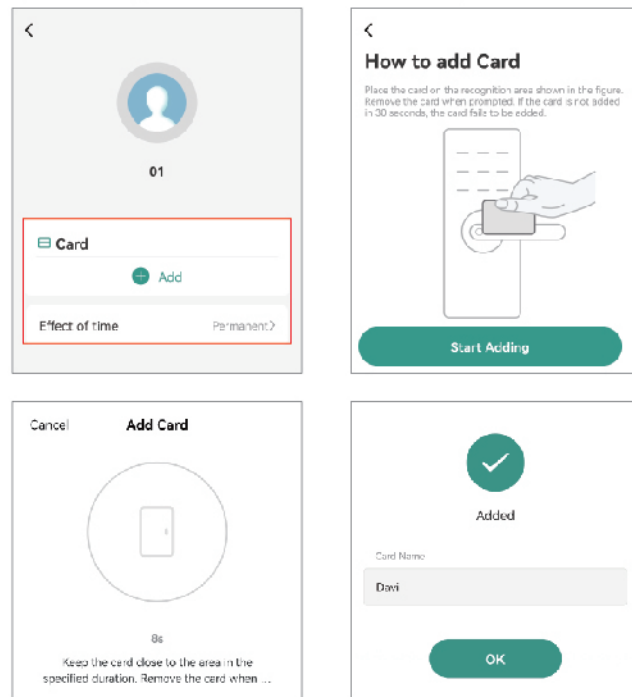 01
Card
Add
Effect of time
Permanent
How to add Card
Place the card on the recognition area shown in the figure.
Remove the card when prompted. If the card is not added
in 30 seconds, the card fails to be added.
Start Adding
Cancel
Add Card
8s
Keep the card close to the area in the
specified duration. Remove the card when ...
Added
Card Name
Davi
OK